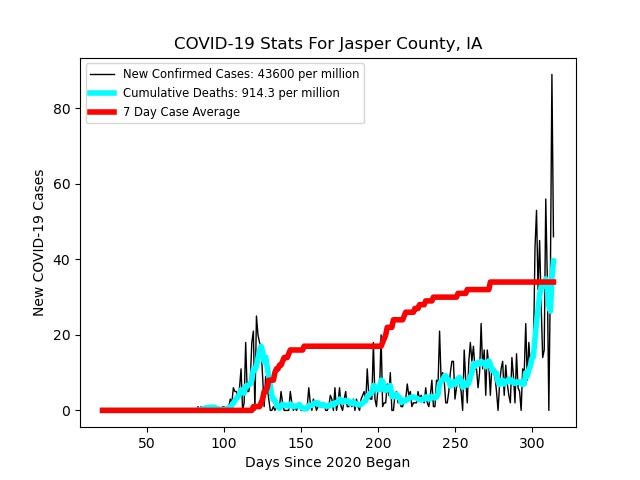 COVID-19 Stats For Jasper County, IA
New Confirmed Cases: 43600 per million
Cumulative Deaths: 914.3 per million
7 Day Case Average
New COVID-19 Cases
80
60
40
20
0
50 100 150 200 250 300
Days Since 2020 Began